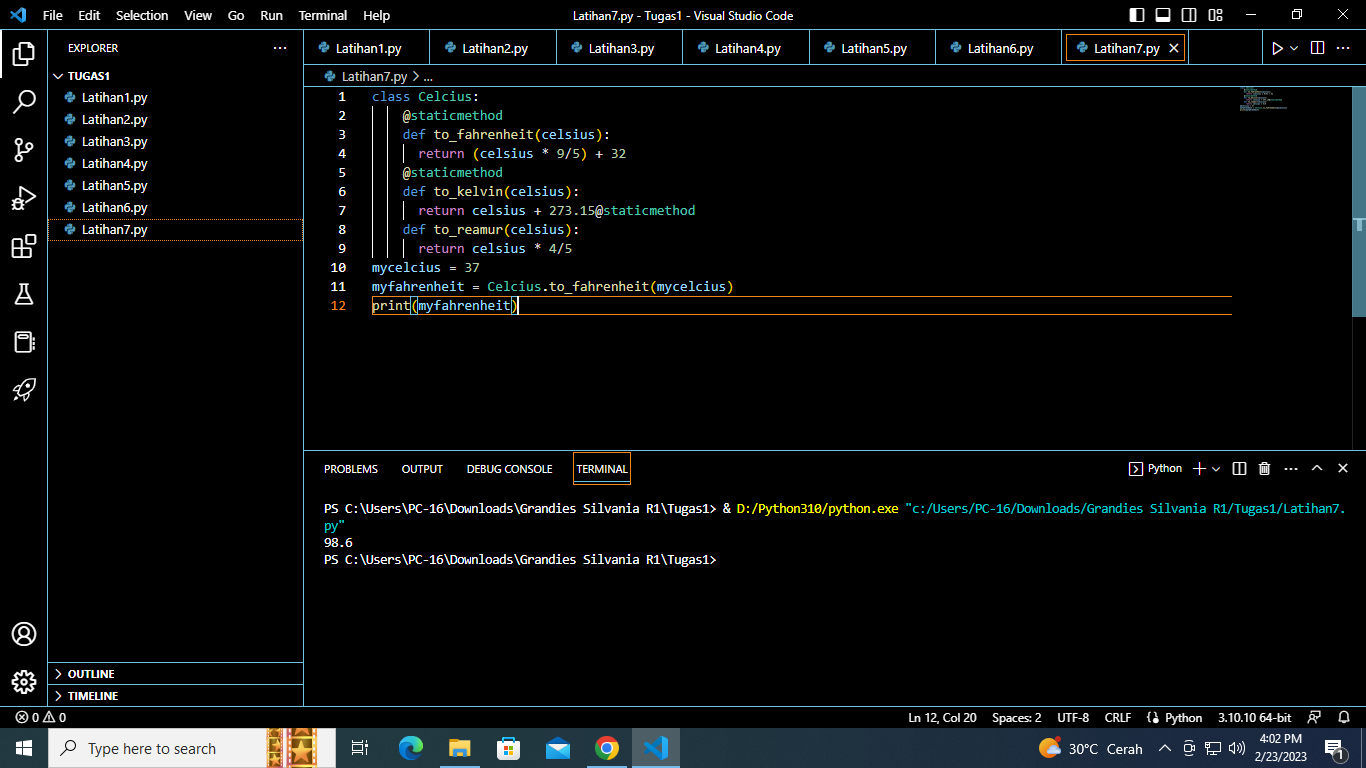 File Edit Selection View Go Run Terminal Help
Latihan7.py - Tugas1 - Visual Studio Code
EXPLORER
TUGAS1
Latihan1.py
Latihan2.py
Latihan3.py
Latihan4.py
Latihan5.py
Latihan6.py
Latihan7.py
OUTLINE
TIMELINE
Latihan1.py Latihan2.py Latihan3.py Latihan4.py Latihan5.py Latihan6.py Latihan7.py
Latihan7.py > ...
1 class Celcius:
2 @staticmethod
3 def to_fahrenheit(celsius):
4 return (celsius * 9/5) + 32
5 @staticmethod
6 def to_kelvin(celsius):
7 return celsius + 273.15@staticmethod
8 def to_reamur(celsius):
9 return celsius * 4/5
10 mycelcius = 37
11 myfahrenheit = Celcius.to_fahrenheit(mycelcius)
12 print(myfahrenheit)
PROBLEMS OUTPUT DEBUG CONSOLE TERMINAL
Python
PS C:\Users\PC-16\Downloads\Grandies Silvania R1\Tugas1> & D:/Python310/python.exe "c:/Users/PC-16/Downloads/Grandies Silvania R1/Tugas1/Latihan7.
py"
98.6
PS C:\Users\PC-16\Downloads\Grandies Silvania R1\Tugas1>
0 0
Ln 12, Col 20 Spaces: 2 UTF-8 CRLF Python 3.10.10 64-bit
Type here to search
30°C Cerah
4:02 PM
2/23/2023
1